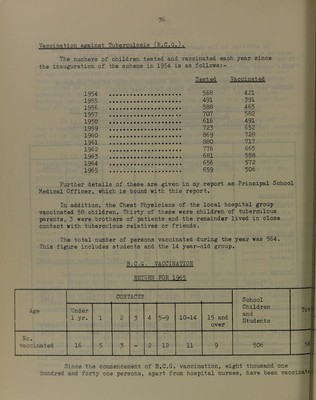 36
Vaccination against Tuberculosis (B.C.G.).
The numbers of children tested and vaccinated each year since
the inauguration of the scheme in 1954 is as follows:-
Tested Vaccinated
1954 .................... 568 421
1955 .................... 491 391
1956 .................... 588 465
1957 .................... 707 582
1958 .................... 616 491
1959 .................... 723 652
1960 .................... 869 728
1961 .................... 880 717
1962 .................... 778 665
1963 .................... 681 558
1964 .................... 656 572
1965 .................... 659 506
Further details of these are given in my report as Principal School
Medical Officer, which is bound with this report.
In addition, the Chest Physicians of the local hospital group
vaccinated 58 children. Thirty of these were children of tuberculous
parents, 3 were brothers of patients and the remainder lived in close
contact with tuberculous relatives or friends.
The total number of persons vaccinated during the year was 564.
This figure includes students and the 14 year-old group.
B.C.G. VACCINATION
RETURN FOR 1965
Age CONTACTS School Children and Students
Under 1 yr. 1 2 3 4 5-9 10-14 15 and over
No. vaccinated 16 5 3 - 2 12 11 9 506
Since the commencement of B.C.G. vaccination, eight thousand one
hundred and forty one persons, apart from hospital nurses, have been